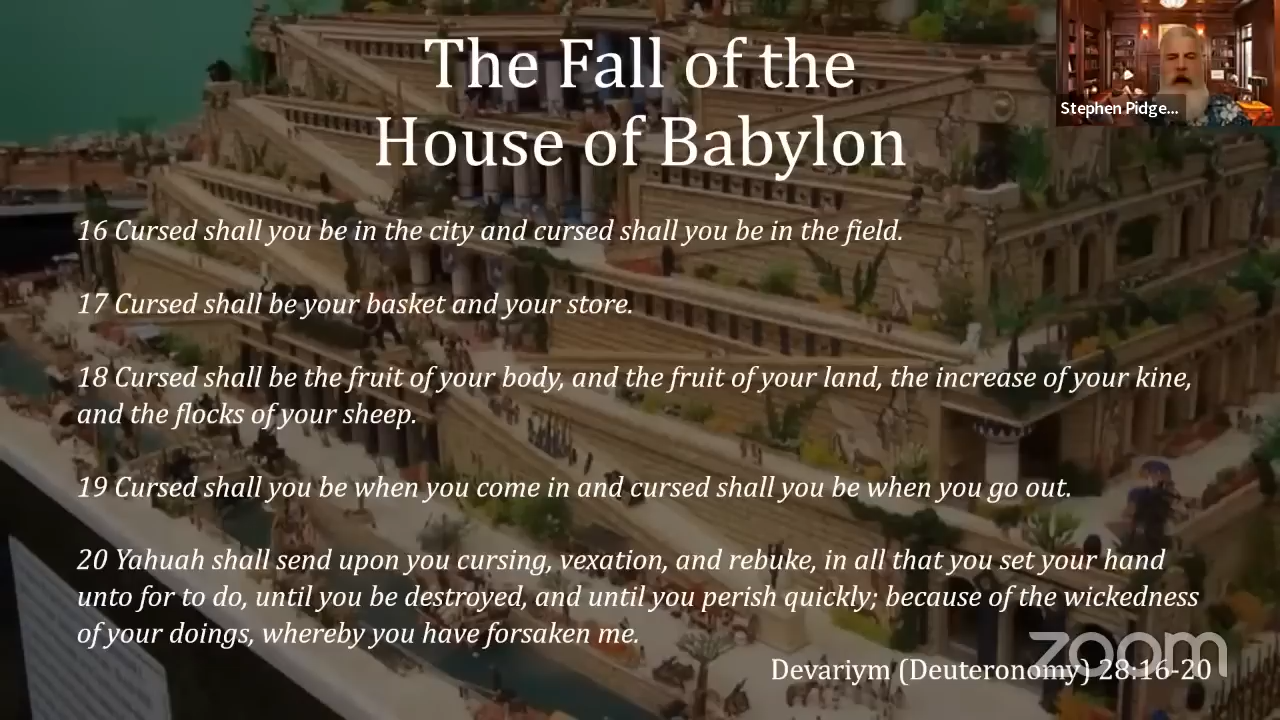 The Fall of the
House of Babylon
Stephen Pidge...
16 Cursed shall you be in the city and cursed shall you be in the field.
17 Cursed shall be your basket and your store.
18 Cursed shall be the fruit of your body, and the fruit of your land, the increase of your kine,
and the flocks of your sheep.
19 Cursed shall you be when you come in and cursed shall you be when you go out.
20 Yahuah shall send upon you cursing, vexation, and rebuke, in all that you set your hand
unto for to do, until you be destroyed, and until you perish quickly; because of the wickedness
of your doings, whereby you have forsaken me.
zoom
Devariym (Deuteronomy) 28:16-20